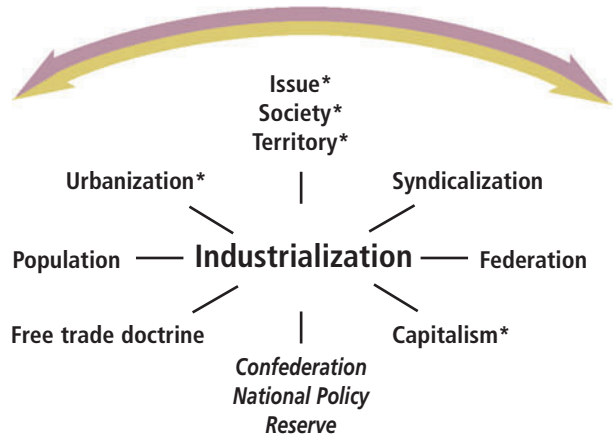 Issue*
Society*
Territory*
Urbanization*
Syndicalization
Population
Industrialization
Federation
Free trade doctrine
Capitalism*
Confederation
National Policy
Reserve